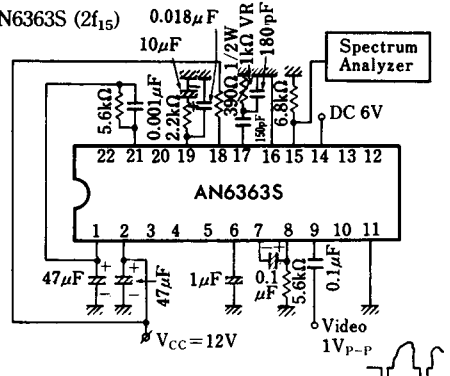 N6363S (2f15)
0.018μF
10μF
5.6kΩ
0.001μF
2.2kΩ
390Ω 1/2W
1kΩ VR
180pF
150pF
6.8kΩ
Spectrum
Analyzer
DC 6V
22 21 20 19 18 17 16 15 14 13 12
AN6363S
1 2 3 4 5 6 7 8 9 10 11
47μF
+
−
+
−
47μF
1μF
− +
0.1
μF
5.6kΩ
0.1μF
VCC=12V
Video
1VP-P